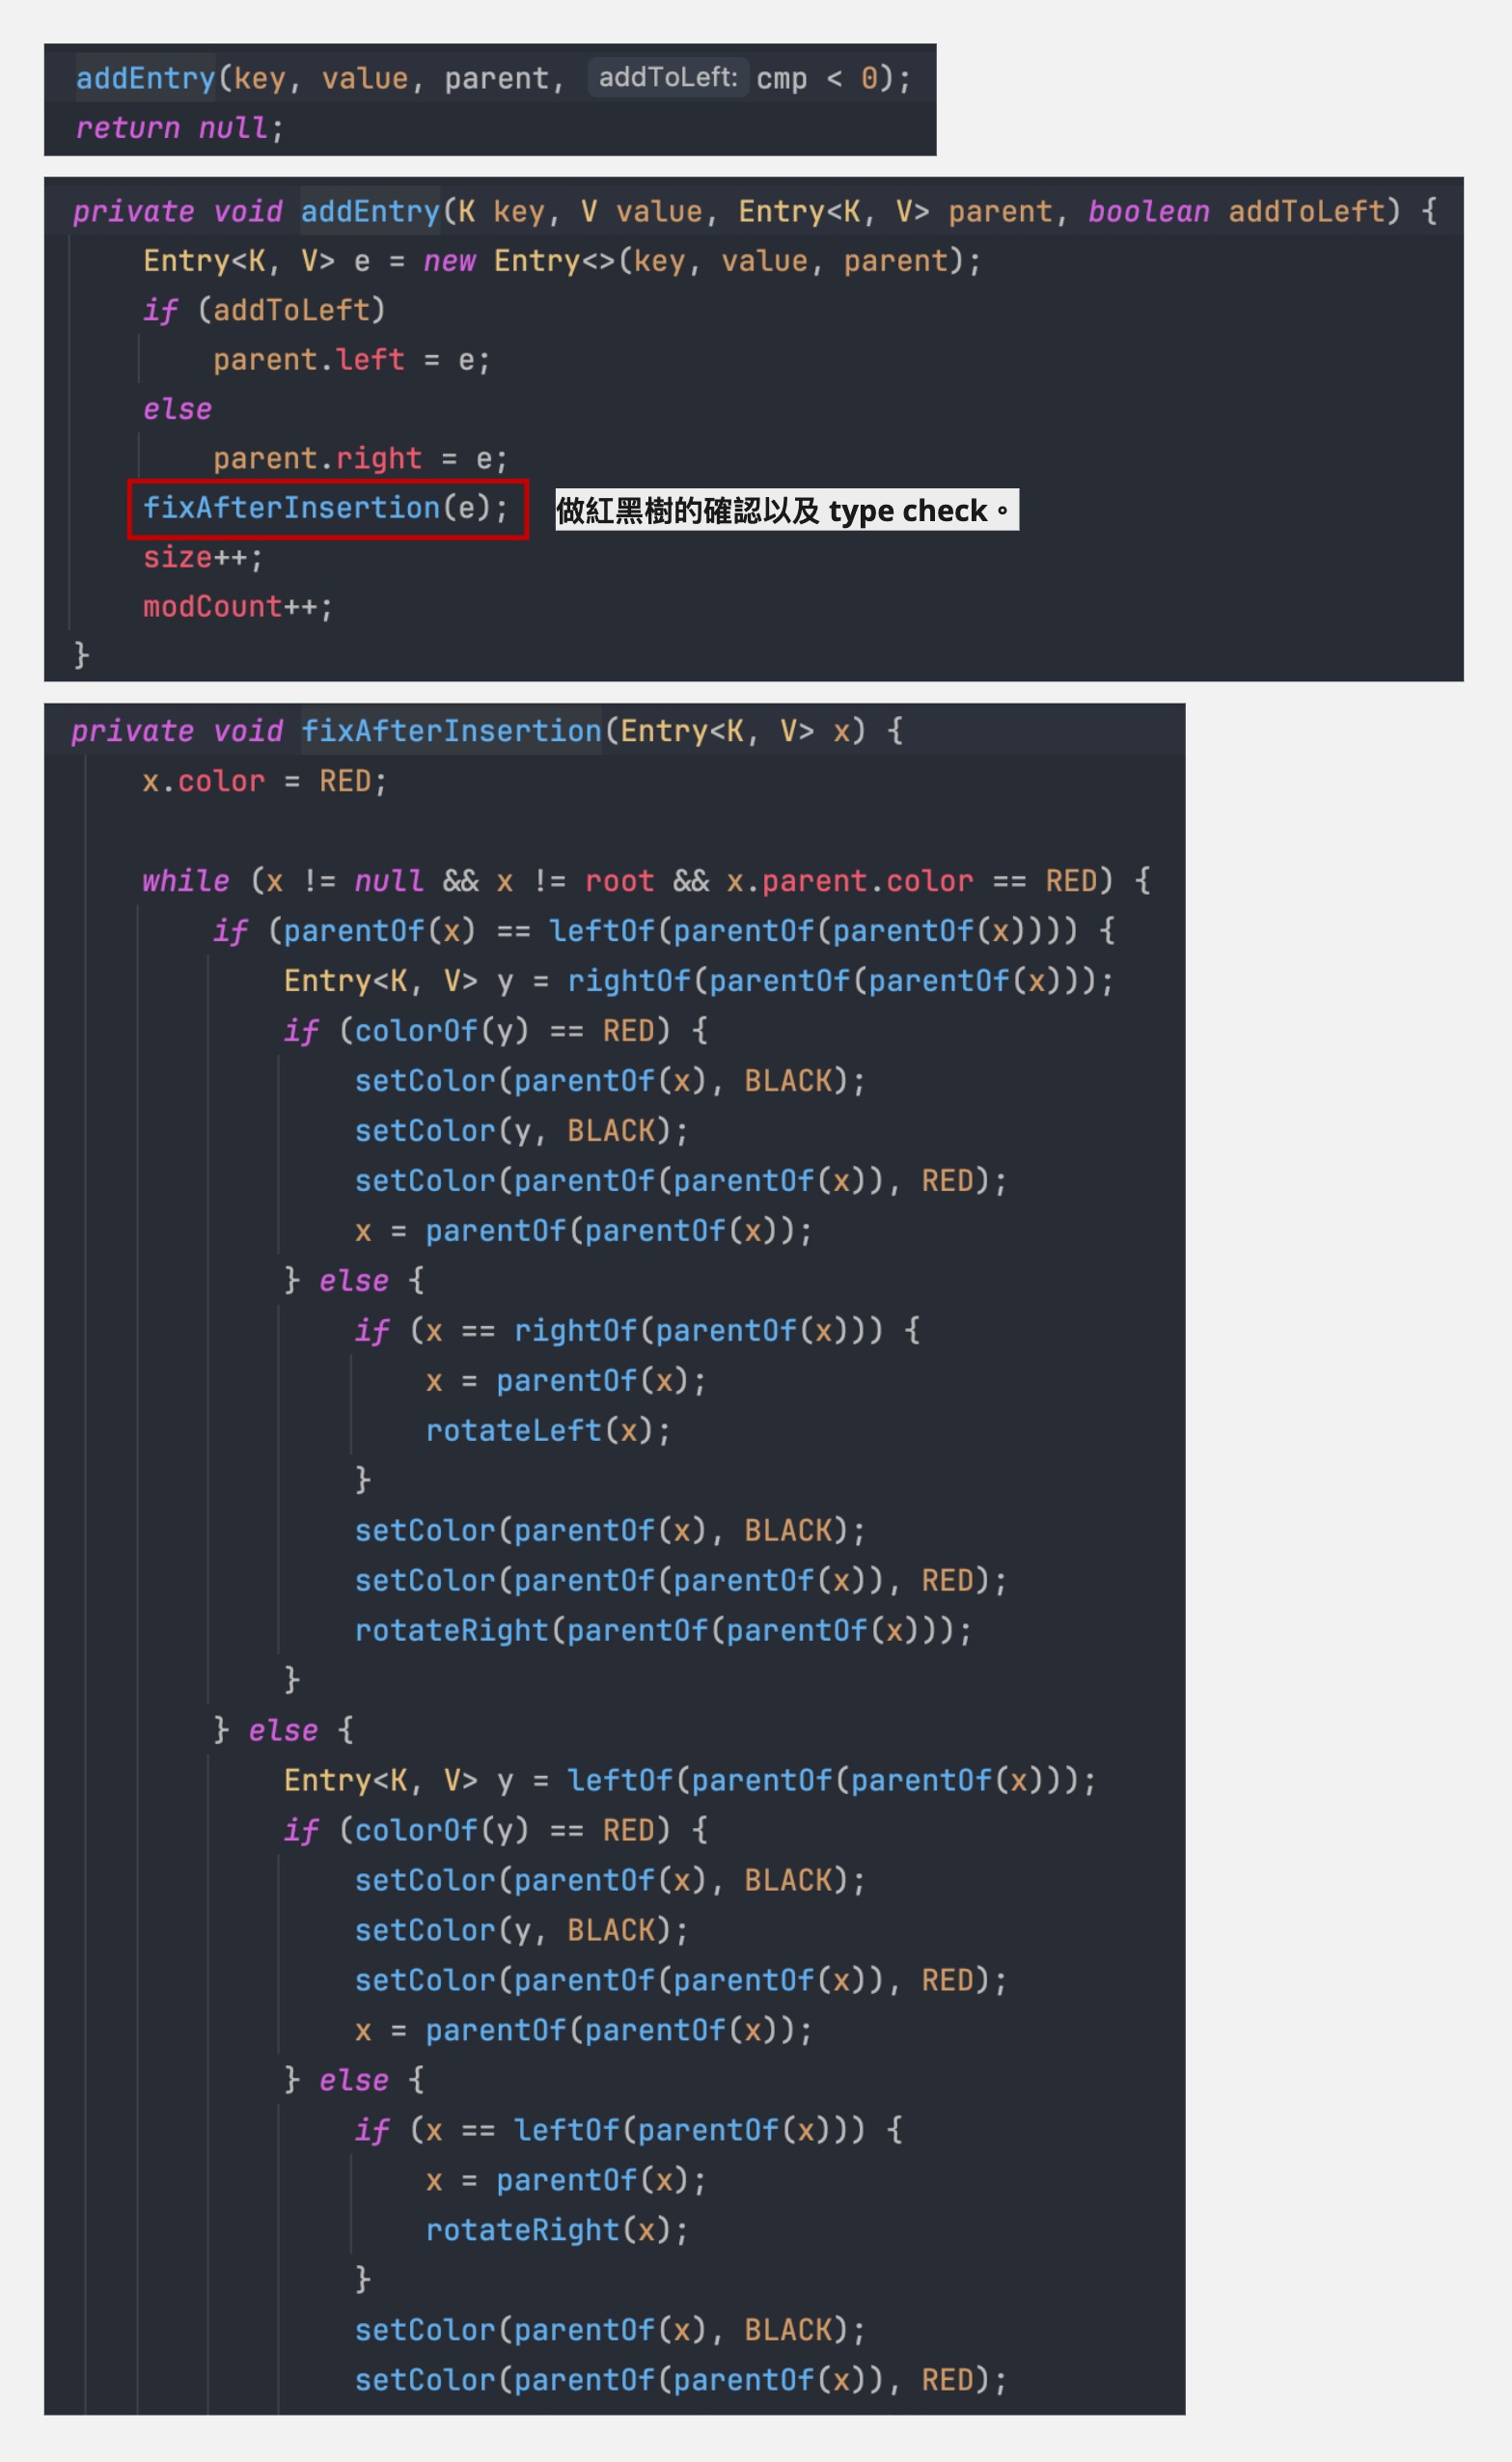 addEntry(key, value, parent, addToLeft: cmp < 0);
return null;
private void addEntry(K key, V value, Entry<K, V> parent, boolean addToLeft) {
    Entry<K, V> e = new Entry<>(key, value, parent);
    if (addToLeft)
        parent.left = e;
    else
        parent.right = e;
    fixAfterInsertion(e); 做紅黑樹的確認以及 type check。
    size++;
    modCount++;
}
private void fixAfterInsertion(Entry<K, V> x) {
    x.color = RED;
    while (x != null && x != root && x.parent.color == RED) {
        if (parentOf(x) == leftOf(parentOf(parentOf(x)))) {
            Entry<K, V> y = rightOf(parentOf(parentOf(x)));
            if (colorOf(y) == RED) {
                setColor(parentOf(x), BLACK);
                setColor(y, BLACK);
                setColor(parentOf(parentOf(x)), RED);
                x = parentOf(parentOf(x));
            } else {
                if (x == rightOf(parentOf(x))) {
                    x = parentOf(x);
                    rotateLeft(x);
                }
                setColor(parentOf(x), BLACK);
                setColor(parentOf(parentOf(x)), RED);
                rotateRight(parentOf(parentOf(x)));
            }
        } else {
            Entry<K, V> y = leftOf(parentOf(parentOf(x)));
            if (colorOf(y) == RED) {
                setColor(parentOf(x), BLACK);
                setColor(y, BLACK);
                setColor(parentOf(parentOf(x)), RED);
                x = parentOf(parentOf(x));
            } else {
                if (x == leftOf(parentOf(x))) {
                    x = parentOf(x);
                    rotateRight(x);
                }
                setColor(parentOf(x), BLACK);
                setColor(parentOf(parentOf(x)), RED);